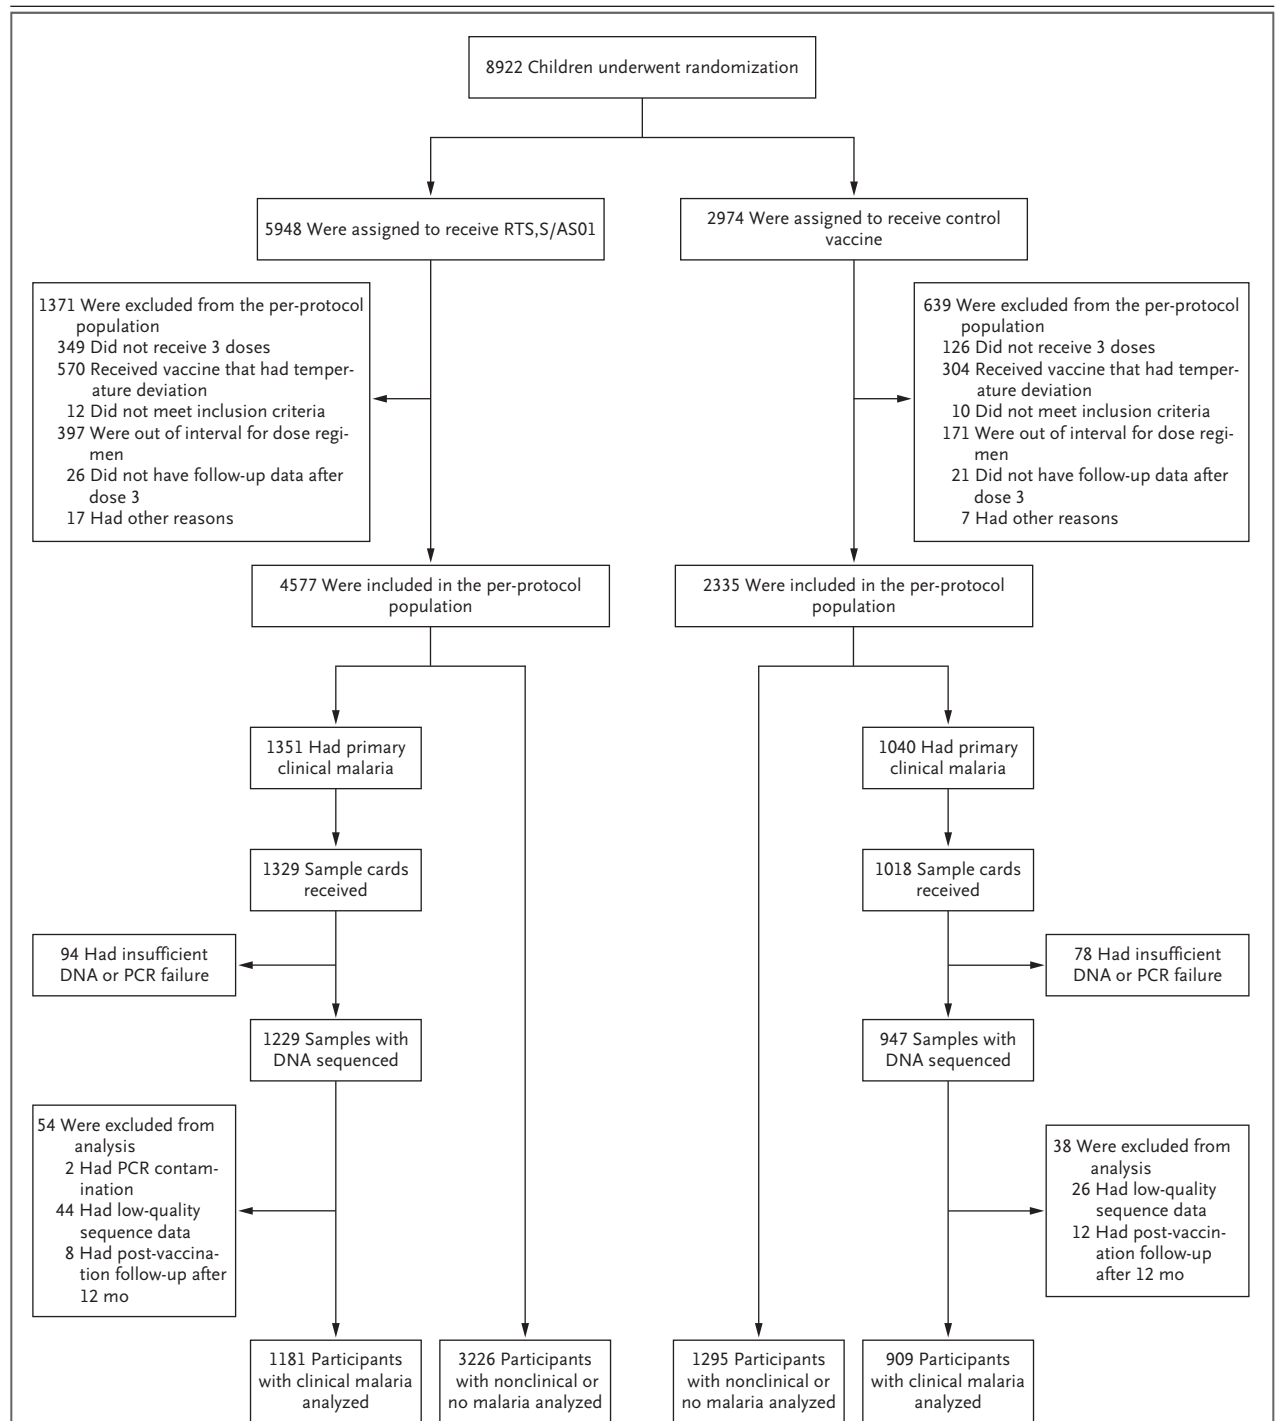 8922 Children underwent randomization
5948 Were assigned to receive RTS,S/AS01
2974 Were assigned to receive control
vaccine
1371 Were excluded from the per-protocol
population
349 Did not receive 3 doses
570 Received vaccine that had temper-
ature deviation
12 Did not meet inclusion criteria
397 Were out of interval for dose regi-
men
26 Did not have follow-up data after
dose 3
17 Had other reasons
639 Were excluded from the per-protocol
population
126 Did not receive 3 doses
304 Received vaccine that had temper-
ature deviation
10 Did not meet inclusion criteria
171 Were out of interval for dose regi-
men
21 Did not have follow-up data after
dose 3
7 Had other reasons
4577 Were included in the per-protocol
population
2335 Were included in the per-protocol
population
1351 Had primary
clinical malaria
1040 Had primary
clinical malaria
1329 Sample cards
received
1018 Sample cards
received
94 Had insufficient
DNA or PCR failure
78 Had insufficient
DNA or PCR failure
1229 Samples with
DNA sequenced
947 Samples with
DNA sequenced
54 Were excluded from
analysis
2 Had PCR contam-
ination
44 Had low-quality
sequence data
8 Had post-vaccina-
tion follow-up after
12 mo
38 Were excluded from
analysis
26 Had low-quality
sequence data
12 Had post-vaccin-
ation follow-up
after 12 mo
1181 Participants
with clinical malaria
analyzed
3226 Participants
with nonclinical or
no malaria analyzed
1295 Participants
with nonclinical or
no malaria analyzed
909 Participants
with clinical malaria
analyzed